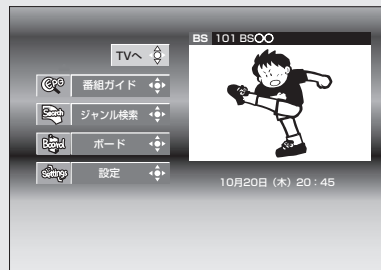 BS 101 BS〇〇
TVへ
EPG 番組ガイド
Search ジャンル検索
Board ボード
Settings 設定
10月20日（木）20：45